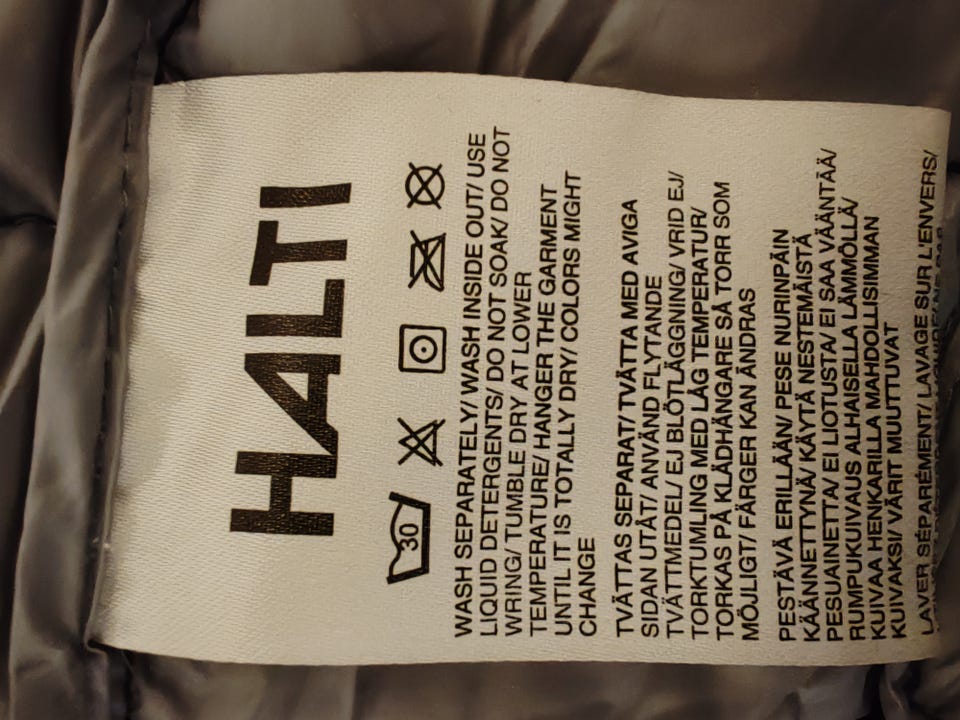 HALTI
30
WASH SEPARATELY/ WASH INSIDE OUT/ USE
LIQUID DETERGENTS/ DO NOT SOAK/ DO NOT
WRING/ TUMBLE DRY AT LOWER
TEMPERATURE/ HANGER THE GARMENT
UNTIL IT IS TOTALLY DRY/ COLORS MIGHT
CHANGE
TVÄTTAS SEPARAT/ TVÄTTA MED AVIGA
SIDAN UTÅT/ ANVÄND FLYTANDE
TVÄTTMEDEL/ EJ BLÖTLÄGGNING/ VRID EJ/
TORKTUMLING MED LÅG TEMPERATUR/
TORKAS PÅ KLÄDHÄNGARE SÅ TORR SOM
MÖJLIGT/ FÄRGER KAN ÄNDRAS
PESTÄVÄ ERILLÄÄN/ PESE NURINPÄIN
KÄÄNNETTYNÄ/ KÄYTÄ NESTEMÄISTÄ
PESUAINETTA/ EI LIOTUSTA/ EI SAA VÄÄNTÄÄ/
RUMPUKUIVAUS ALHAISELLA LÄMMÖLLÄ/
KUIVAA HENKARILLA MAHDOLLISIMMAN
KUIVAKSI/ VÄRIT MUUTTUVAT
LAVER SÉPARÉMENT/ LAVAGE SUR L'ENVERS/